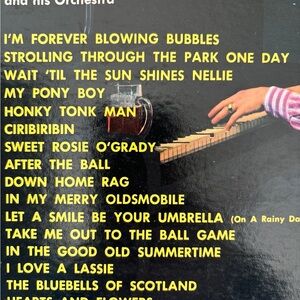 and his Orchestra
I'M FOREVER BLOWING BUBBLES
STROLLING THROUGH THE PARK ONE DAY
WAIT 'TIL THE SUN SHINES NELLIE
MY PONY BOY
HONKY TONK MAN
CIRIBIRIBIN
SWEET ROSIE O'GRADY
AFTER THE BALL
DOWN HOME RAG
IN MY MERRY OLDSMOBILE
LET A SMILE BE YOUR UMBRELLA (On A Rainy Da
TAKE ME OUT TO THE BALL GAME
IN THE GOOD OLD SUMMERTIME
I LOVE A LASSIE
THE BLUEBELLS OF SCOTLAND
HEARTS AND FLOWERS